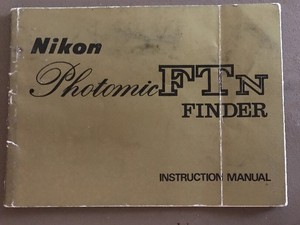 Nikon
Photomic FTN
FINDER
INSTRUCTION MANUAL